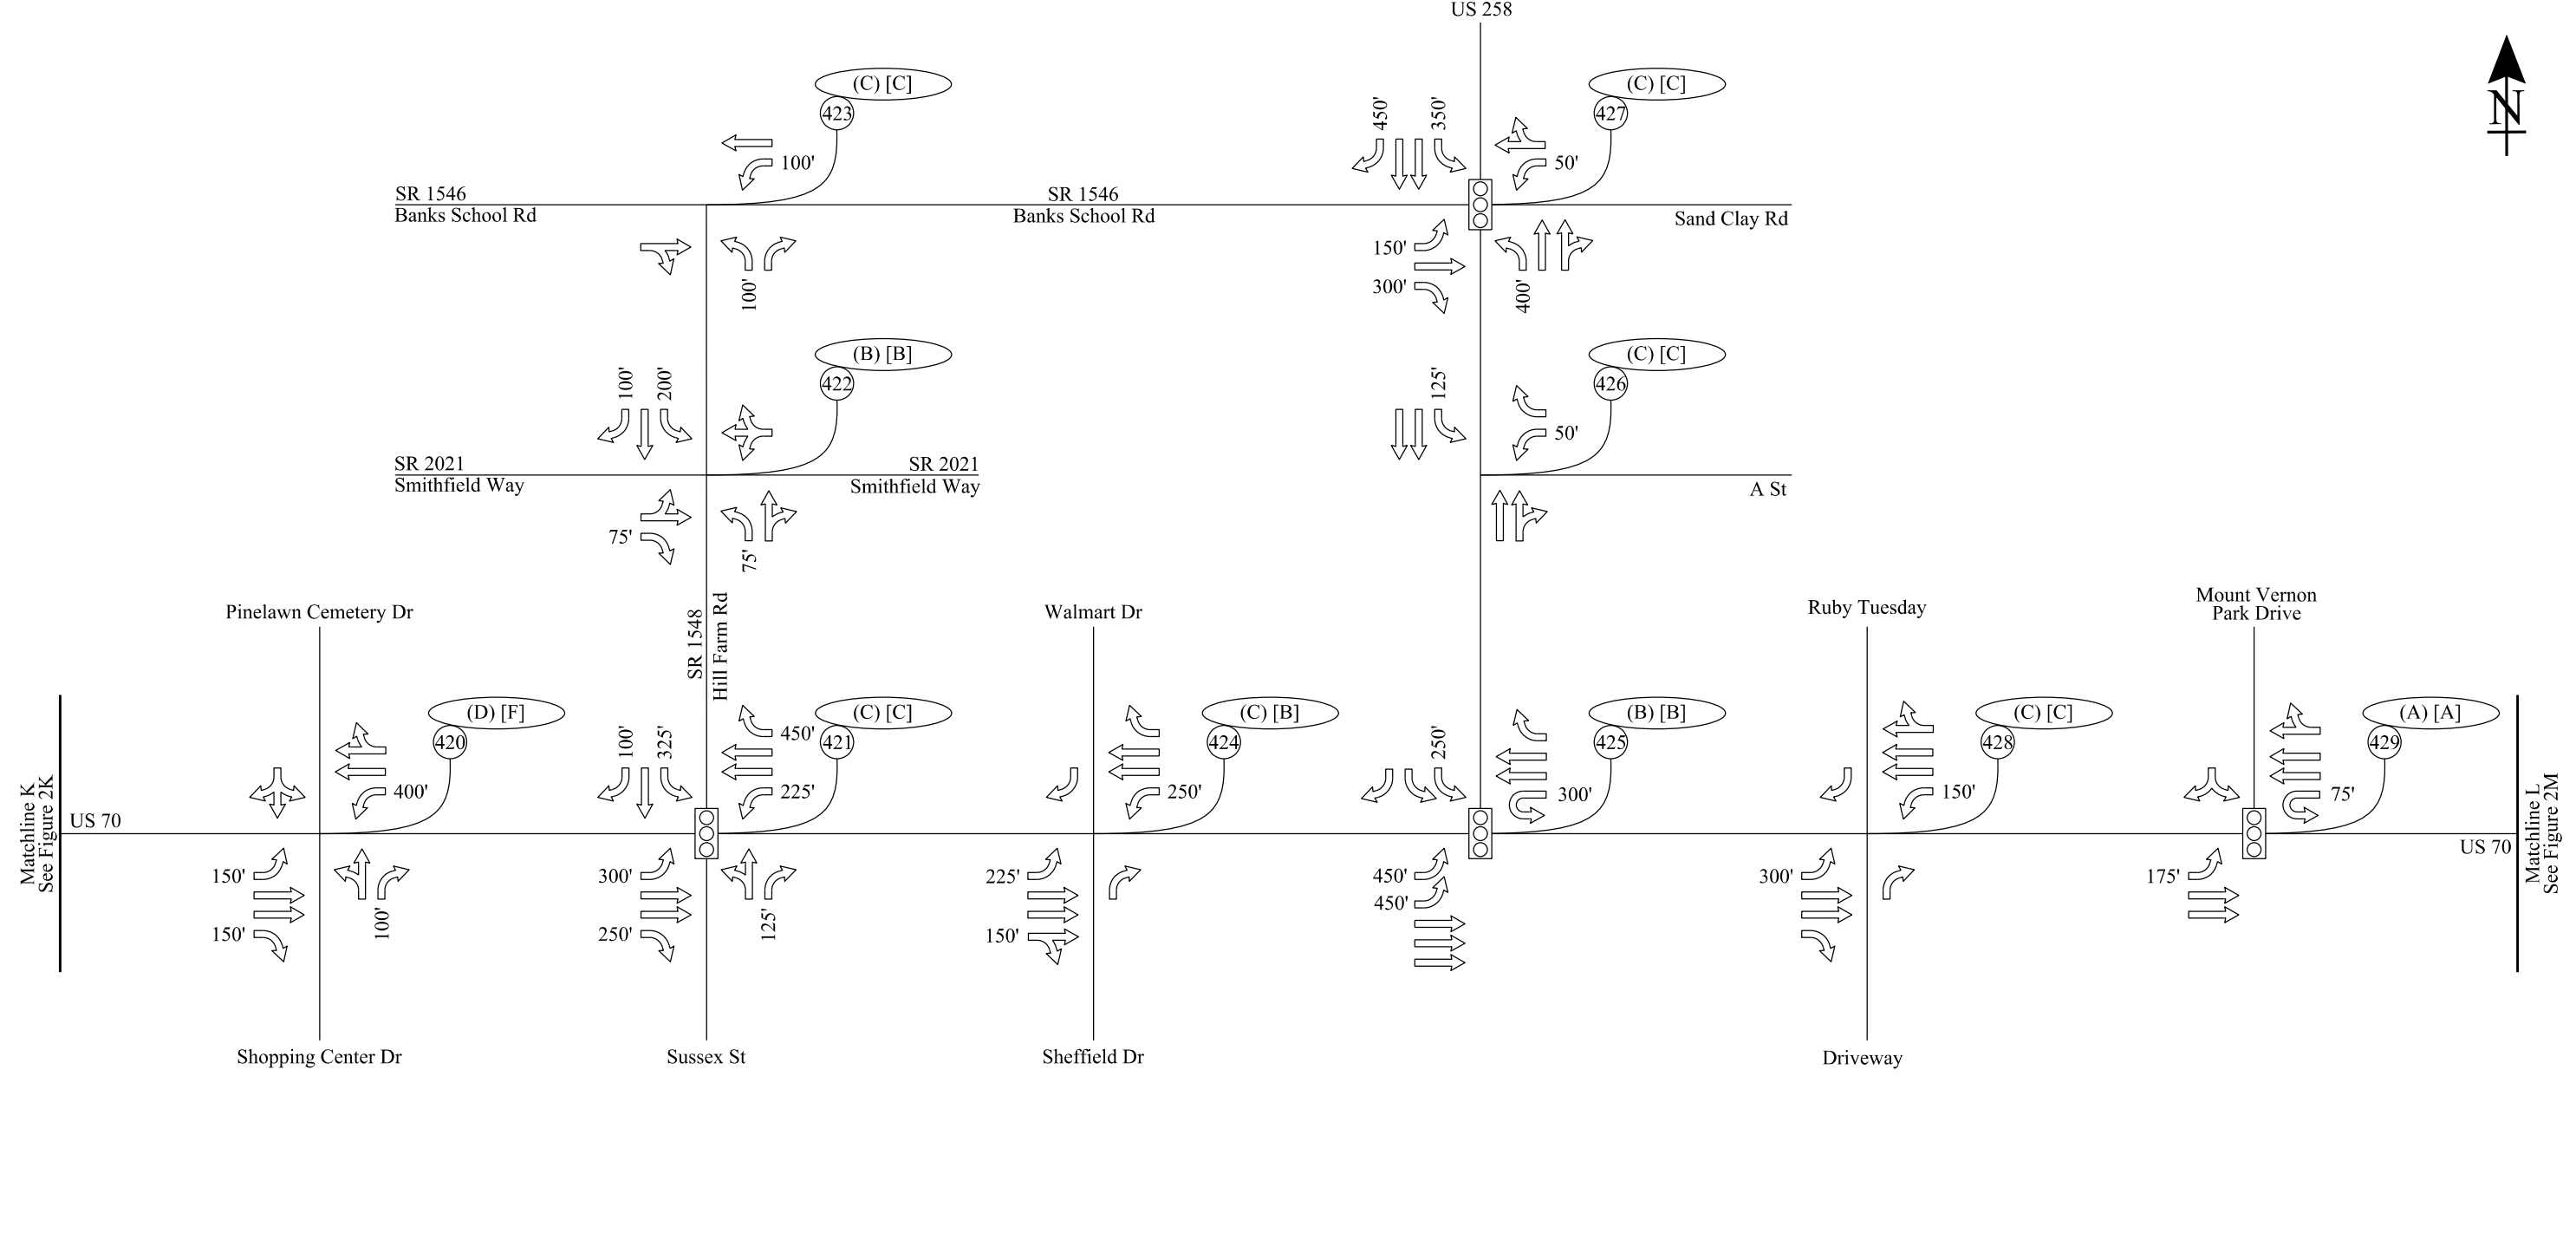 US 258
N
(C) [C]
423
100'
SR 1546
Banks School Rd
100'
SR 1546
Banks School Rd
450'
350'
(C) [C]
427
50'
Sand Clay Rd
150'
300'
400'
(B) [B]
422
100'
200'
SR 2021
Smithfield Way
SR 2021
Smithfield Way
75'
75'
(C) [C]
426
125'
50'
A St
SR 1548
Hill Farm Rd
Pinelawn Cemetery Dr
Walmart Dr
Ruby Tuesday
Mount Vernon
Park Drive
Matchline K
See Figure 2K
US 70
(D) [F]
420
400'
150'
150'
100'
Shopping Center Dr
(C) [C]
421
100'
325'
450'
225'
300'
250'
125'
Sussex St
(C) [B]
424
250'
225'
150'
Sheffield Dr
(B) [B]
425
250'
300'
450'
450'
(C) [C]
428
150'
300'
Driveway
(A) [A]
429
75'
175'
US 70
Matchline L
See Figure 2M